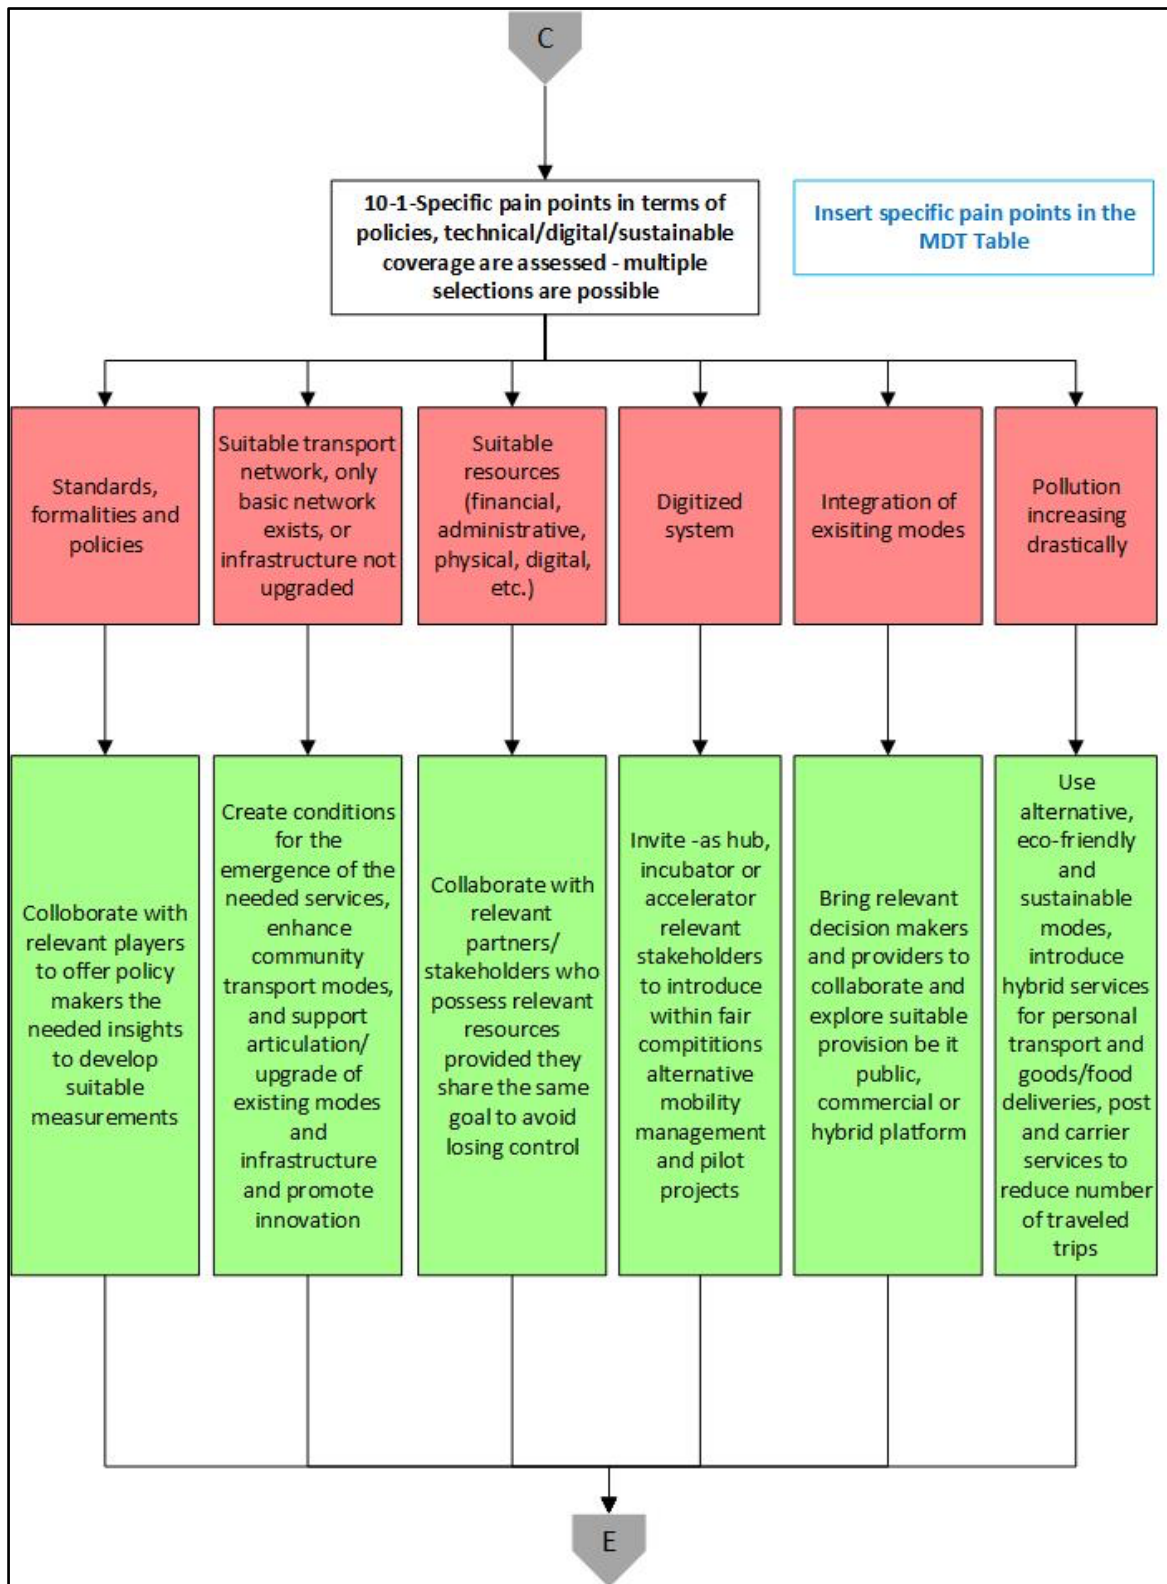 C
10-1-Specific pain points in terms of
policies, technical/digital/sustainable
coverage are assessed - multiple
selections are possible
Insert specific pain points in the
MDT Table
Standards,
formalities and
policies
Suitable transport
network, only
basic network
exists, or
infrastructure not
upgraded
Suitable
resources
(financial,
administrative,
physical, digital,
etc.)
Digitized
system
Integration of
exisiting modes
Pollution
increasing
drastically
Colloborate with
relevant players
to offer policy
makers the
needed insights
to develop
suitable
measurements
Create conditions
for the
emergence of the
needed services,
enhance
community
transport modes,
and support
articulation/
upgrade of
existing modes
and
infrastructure
and promote
innovation
Collaborate with
relevant
partners/
stakeholders who
possess relevant
resources
provided they
share the same
goal to avoid
losing control
Invite -as hub,
incubator or
accelerator
relevant
stakeholders
to introduce
within fair
compititions
alternative
mobility
management
and pilot
projects
Bring relevant
decision makers
and providers to
collaborate and
explore suitable
provision be it
public,
commercial or
hybrid platform
Use
alternative,
eco-friendly
and
sustainable
modes,
introduce
hybrid services
for personal
transport and
goods/food
deliveries, post
and carrier
services to
reduce number
of traveled
trips
E